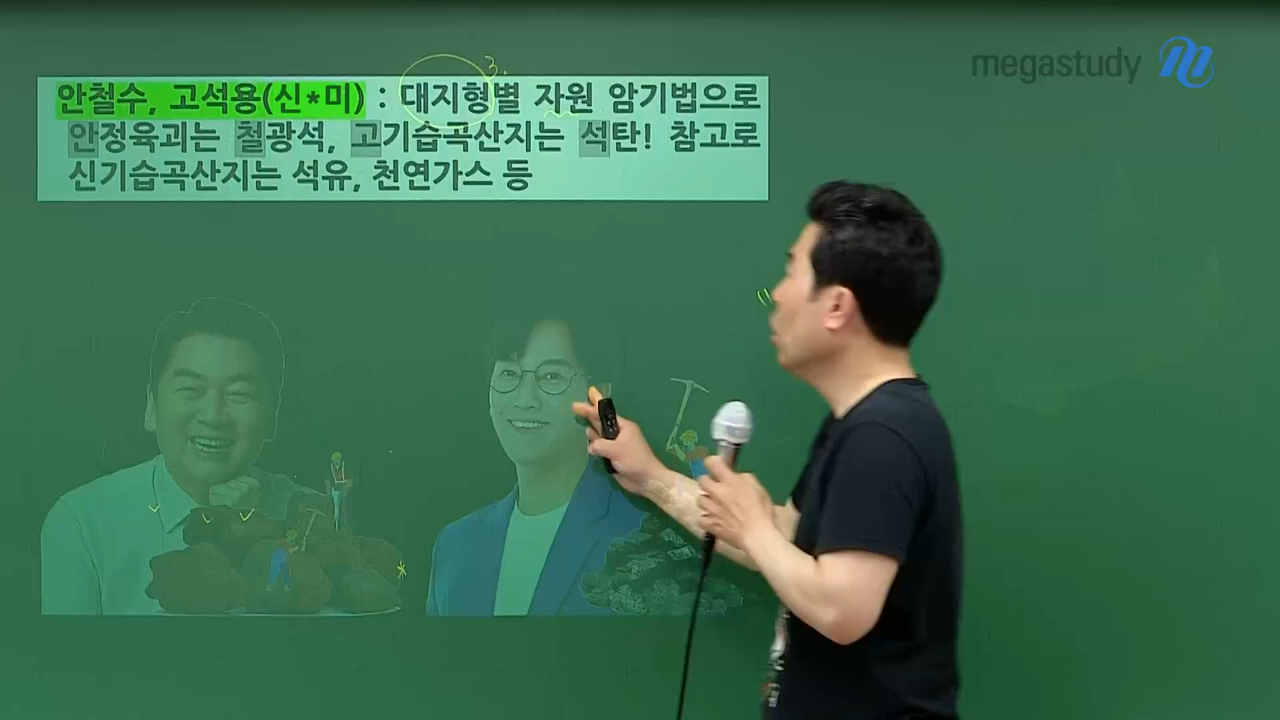 megastudy
3.
안철수, 고석용(신*미) : 대지형별 자원 암기법으로
안정육괴는 철광석, 고기습곡산지는 석탄! 참고로
신기습곡산지는 석유, 천연가스 등